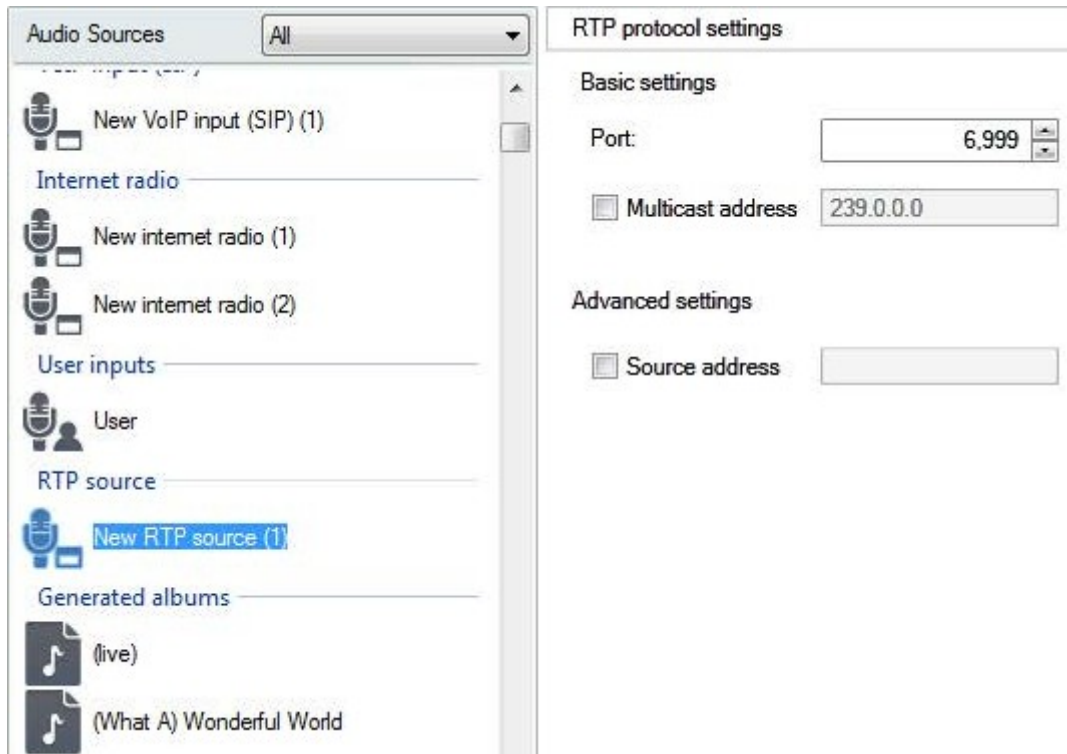 Audio Sources
All
New VoIP input (SIP) (1)
Internet radio
New internet radio (1)
New internet radio (2)
User inputs
User
RTP source
New RTP source (1)
Generated albums
(live)
(What A) Wonderful World
RTP protocol settings
Basic settings
Port:
6,999
Multicast address
239.0.0.0
Advanced settings
Source address